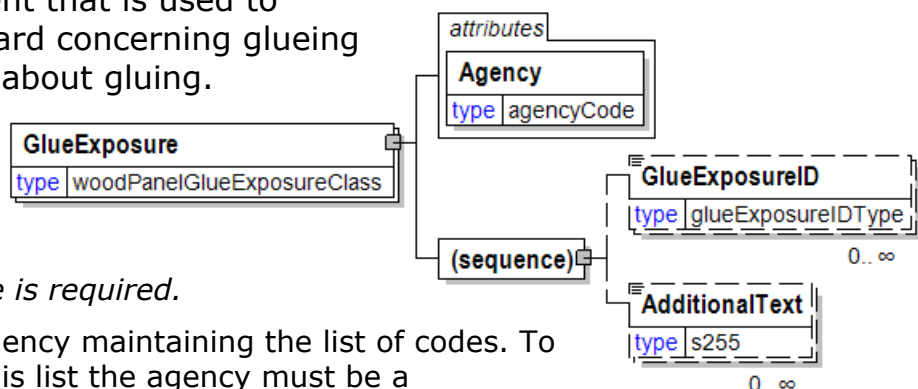 ent that is used to
ard concerning glueing
about gluing.
attributes
Agency
type agencyCode
GlueExposure
type woodPanelGlueExposureClass
GlueExposureID
type glueExposureIDType
0.. ∞
(sequence)
AdditionalText
type s255
0.. ∞
e is required.
ency maintaining the list of codes. To
is list the agency must be a